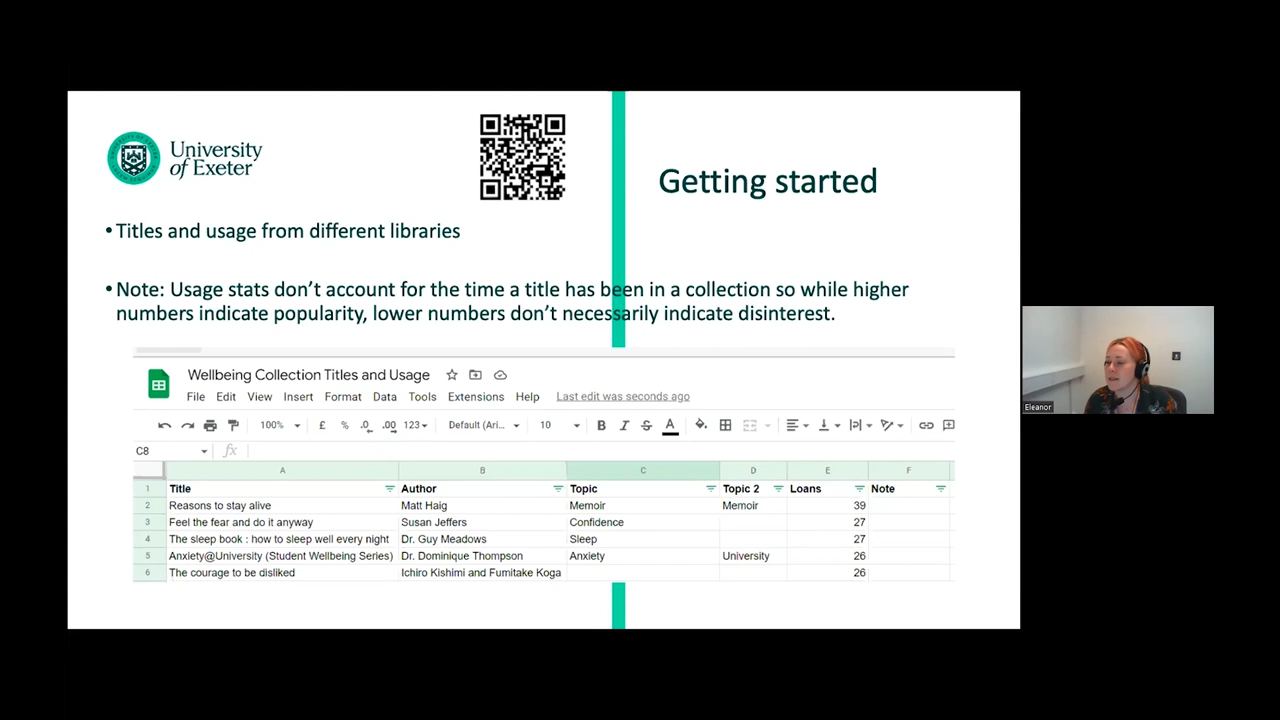 University
of Exeter
Getting started
• Titles and usage from different libraries
• Note: Usage stats don’t account for the time a title has been in a collection so while higher
numbers indicate popularity, lower numbers don’t necessarily indicate disinterest.
Wellbeing Collection Titles and Usage
File Edit View Insert Format Data Tools Extensions Help Last edit was seconds ago
100% £ % .0 .00 123 Default (Ari... 10 B I S A
C8 fx
A B C D E F
1 Title Author Topic Topic 2 Loans Note
2 Reasons to stay alive Matt Haig Memoir Memoir 39
3 Feel the fear and do it anyway Susan Jeffers Confidence 27
4 The sleep book : how to sleep well every night Dr. Guy Meadows Sleep 27
5 Anxiety@University (Student Wellbeing Series) Dr. Dominique Thompson Anxiety University 26
6 The courage to be disliked Ichiro Kishimi and Fumitake Koga 26
Eleanor